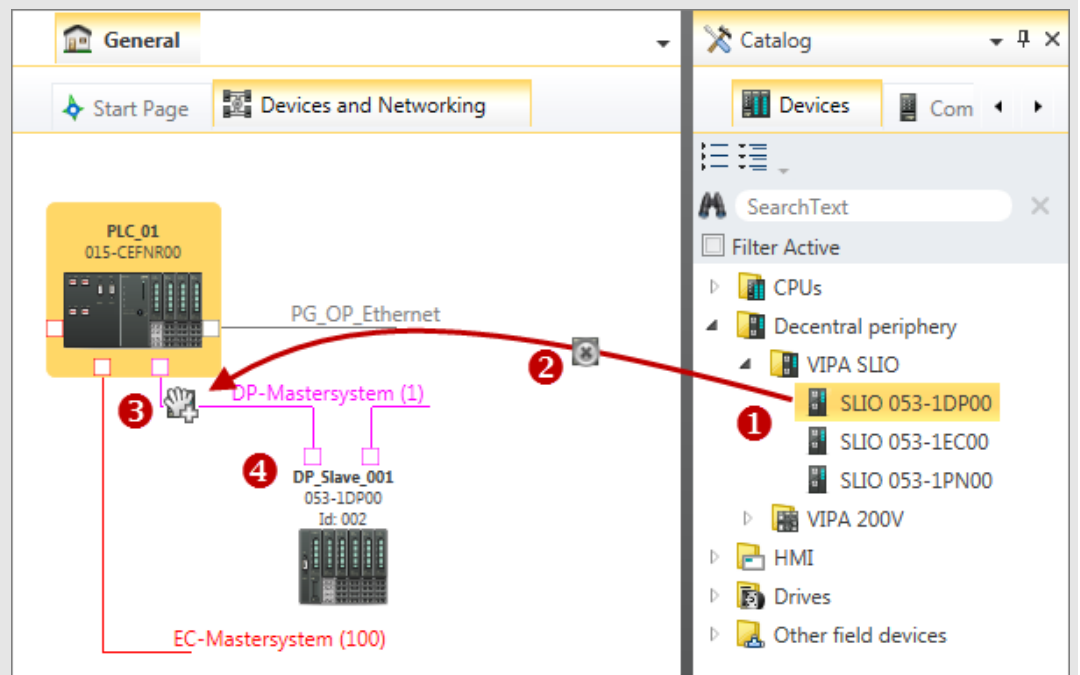 General
Start Page
Devices and Networking
PLC_01
015-CEFNR00
PG_OP_Ethernet
2
3
DP-Mastersystem (1)
4
DP_Slave_001
053-1DP00
Id: 002
EC-Mastersystem (100)
Catalog
Devices
Com
SearchText
Filter Active
CPUs
Decentral periphery
VIPA SLIO
SLIO 053-1DP00
1
SLIO 053-1EC00
SLIO 053-1PN00
VIPA 200V
HMI
Drives
Other field devices